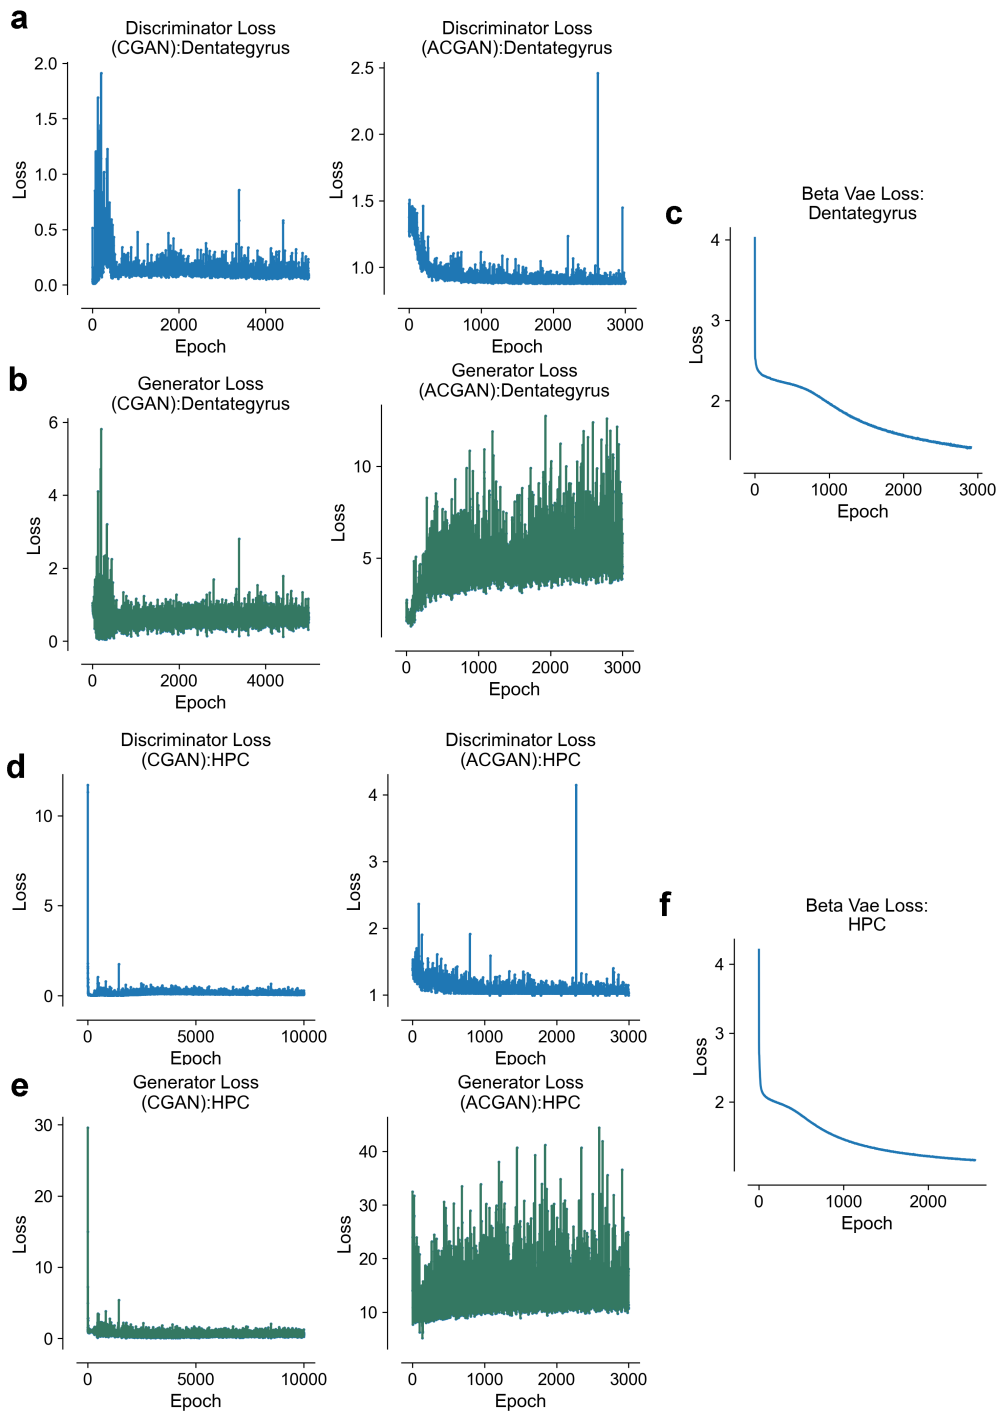 a
Discriminator Loss
(CGAN):Dentategyrus
2.0
1.5
1.0
0.5
0.0
Loss
0
2000
4000
Epoch
Discriminator Loss
(ACGAN):Dentategyrus
2.5
2.0
1.5
1.0
Loss
0
1000
2000
3000
Epoch
b
Generator Loss
(CGAN):Dentategyrus
6
4
2
0
Loss
0
2000
4000
Epoch
Generator Loss
(ACGAN):Dentategyrus
10
5
Loss
0
1000
2000
3000
Epoch
c
Beta Vae Loss:
Dentategyrus
4
3
2
Loss
0
1000
2000
3000
Epoch
d
Discriminator Loss
(CGAN):HPC
10
5
0
Loss
0
5000
10000
Epoch
Discriminator Loss
(ACGAN):HPC
4
3
2
1
Loss
0
1000
2000
3000
Epoch
e
Generator Loss
(CGAN):HPC
30
20
10
0
Loss
0
5000
10000
Epoch
Generator Loss
(ACGAN):HPC
40
30
20
10
Loss
0
1000
2000
3000
Epoch
f
Beta Vae Loss:
HPC
4
3
2
Loss
0
1000
2000
Epoch